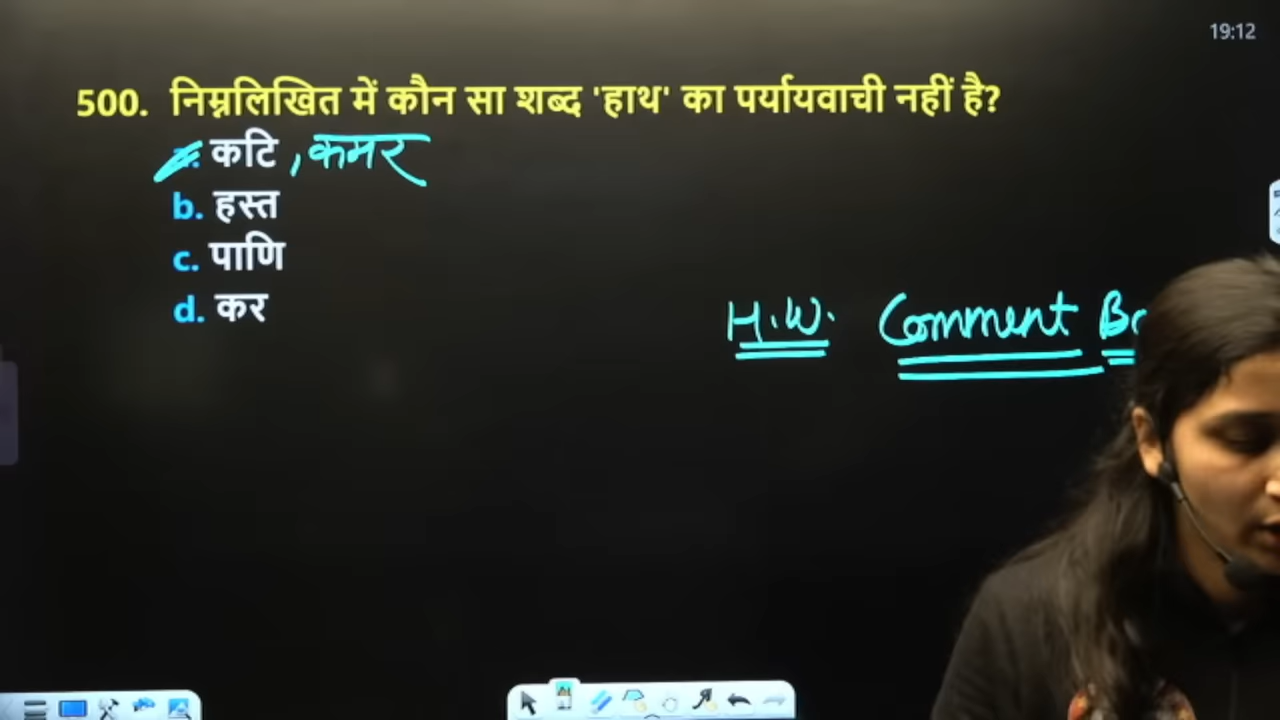 19:12
500. निम्नलिखित में कौन सा शब्द 'हाथ' का पर्यायवाची नहीं है?
a. कटि , कमर
b. हस्त
c. पाणि
d. कर
H.W. Comment